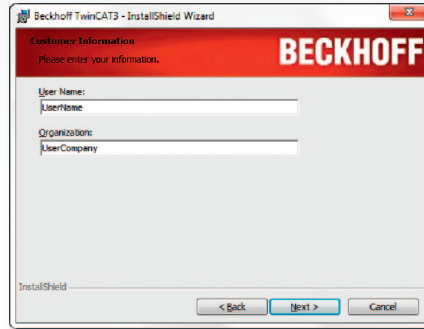 Beckhoff TwinCAT3 - InstallShield Wizard
Customer Information
Please enter your information.
BECKHOFF
User Name:
UserName
Organization:
UserCompany
InstallShield
< Back
Next >
Cancel